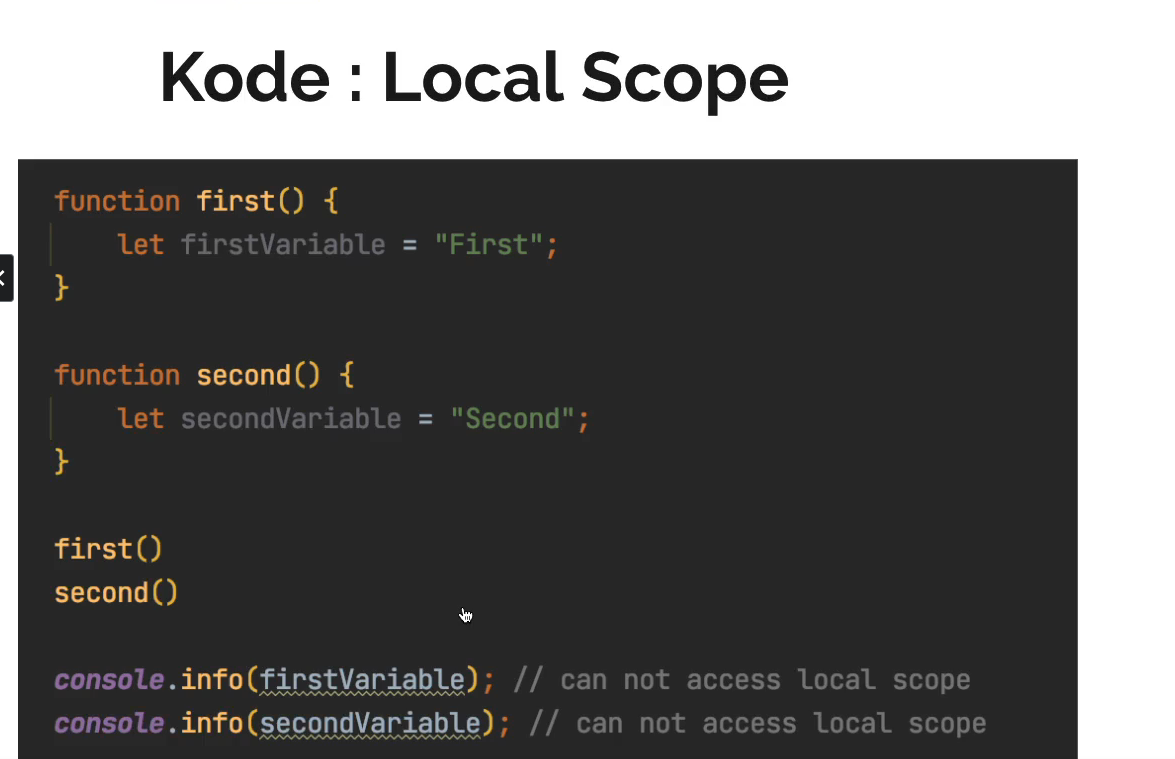 Kode : Local Scope
function first() {
    let firstVariable = "First";
}
function second() {
    let secondVariable = "Second";
}
first()
second()
console.info(firstVariable); // can not access local scope
console.info(secondVariable); // can not access local scope